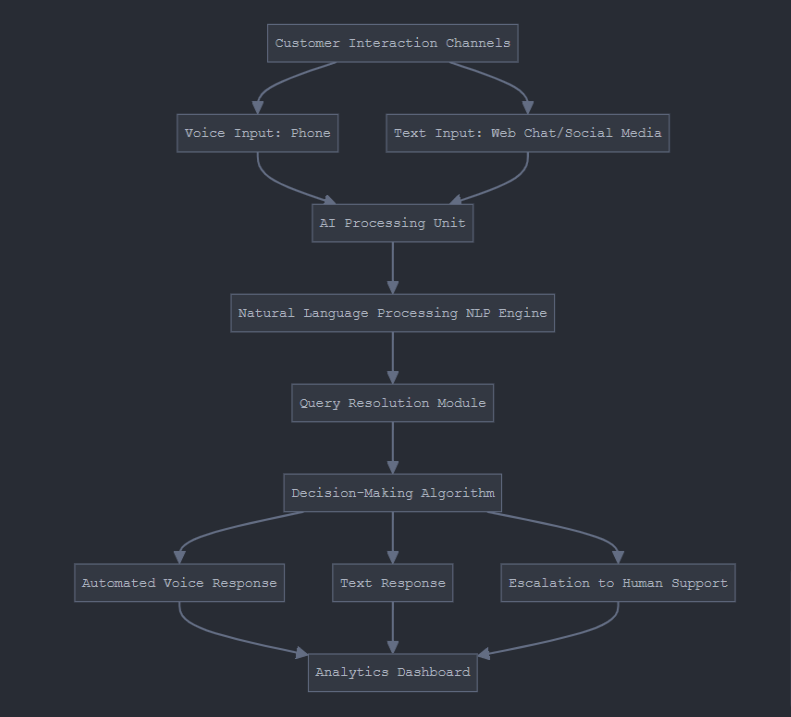 Customer Interaction Channels
Voice Input: Phone
Text Input: Web Chat/Social Media
AI Processing Unit
Natural Language Processing NLP Engine
Query Resolution Module
Decision-Making Algorithm
Automated Voice Response
Text Response
Escalation to Human Support
Analytics Dashboard